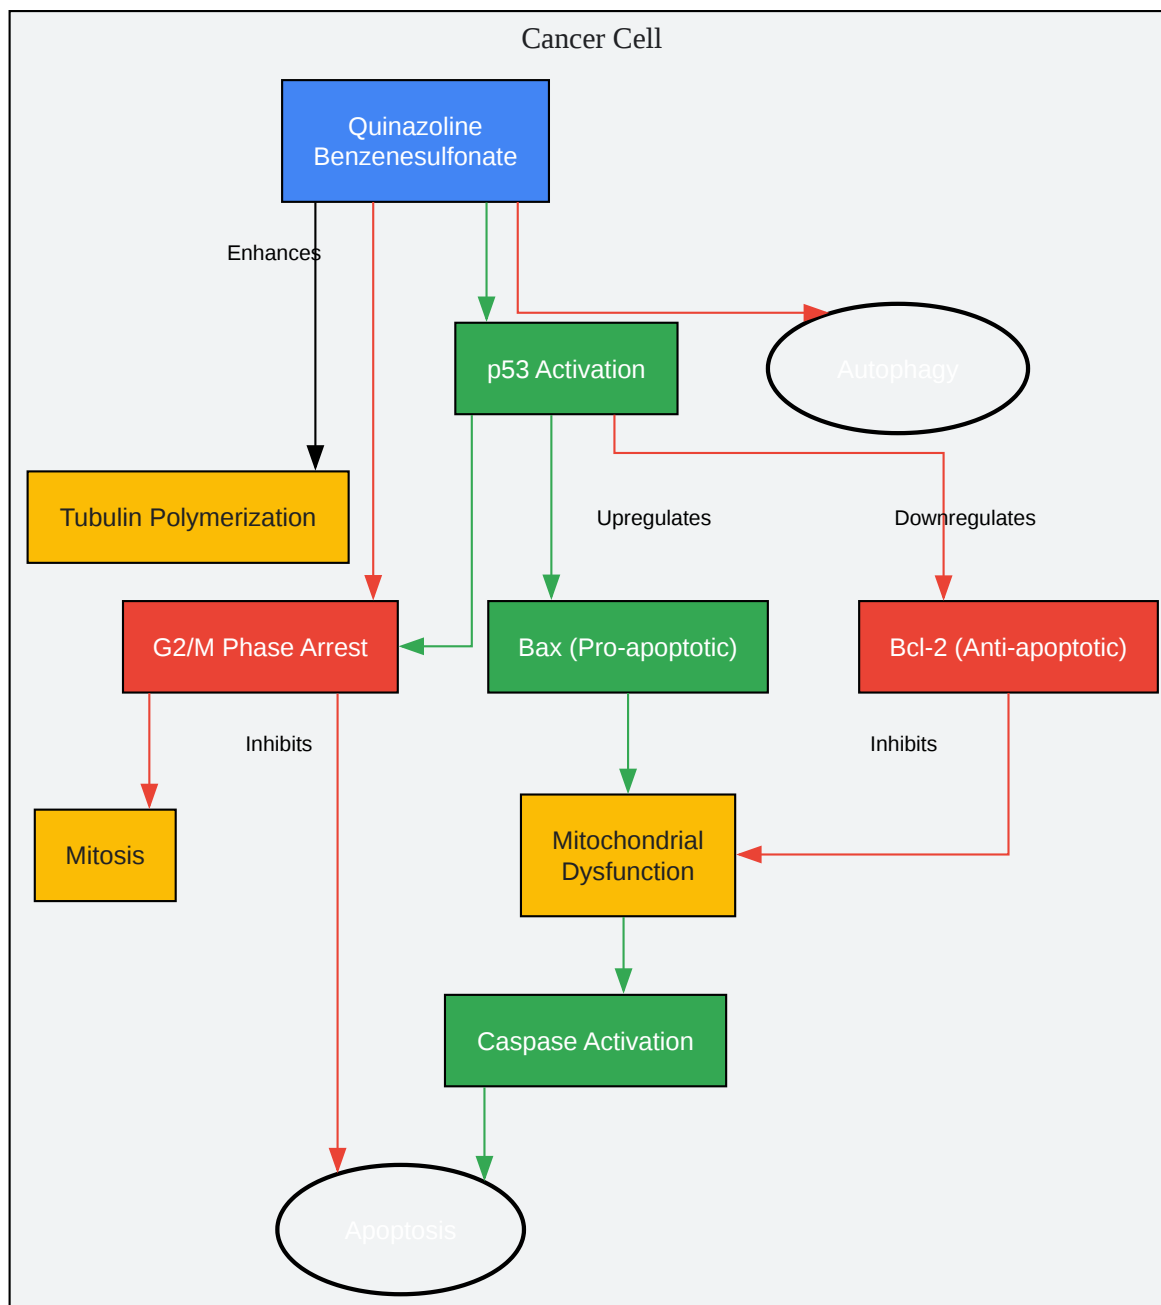 Cancer Cell
Quinazoline
Benzenesulfonate
Enhances
p53 Activation
Autophagy
Tubulin Polymerization
Upregulates
Downregulates
G2/M Phase Arrest
Bax (Pro-apoptotic)
Bcl-2 (Anti-apoptotic)
Inhibits
Inhibits
Mitosis
Mitochondrial
Dysfunction
Caspase Activation
Apoptosis